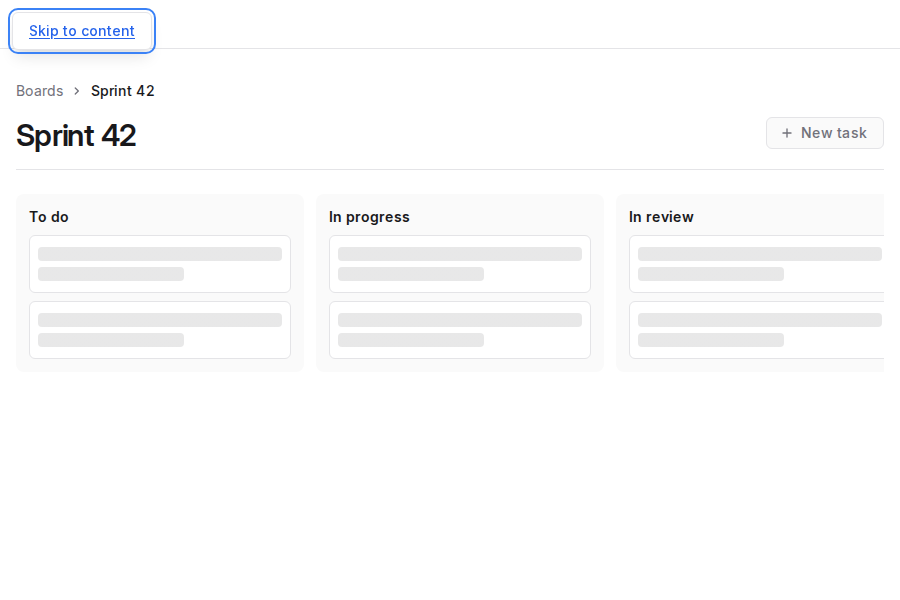 Skip to content
Boards > Sprint 42
Sprint 42
+ New task
To do
In progress
In review